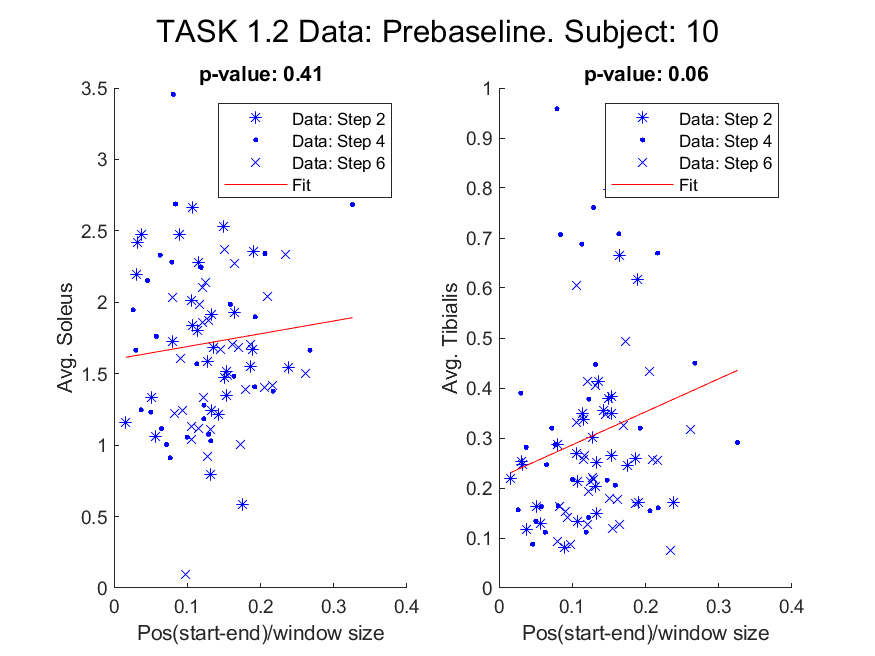 TASK 1.2 Data: Prebaseline. Subject: 10
p-value: 0.41
3.5
3
2.5
2
1.5
1
0.5
0
Avg. Soleus
0
0.1
0.2
0.3
0.4
Pos(start-end)/window size
Data: Step 2
Data: Step 4
Data: Step 6
Fit
p-value: 0.06
1
0.9
0.8
0.7
0.6
0.5
0.4
0.3
0.2
0.1
0
Avg. Tibialis
0
0.1
0.2
0.3
0.4
Pos(start-end)/window size
Data: Step 2
Data: Step 4
Data: Step 6
Fit